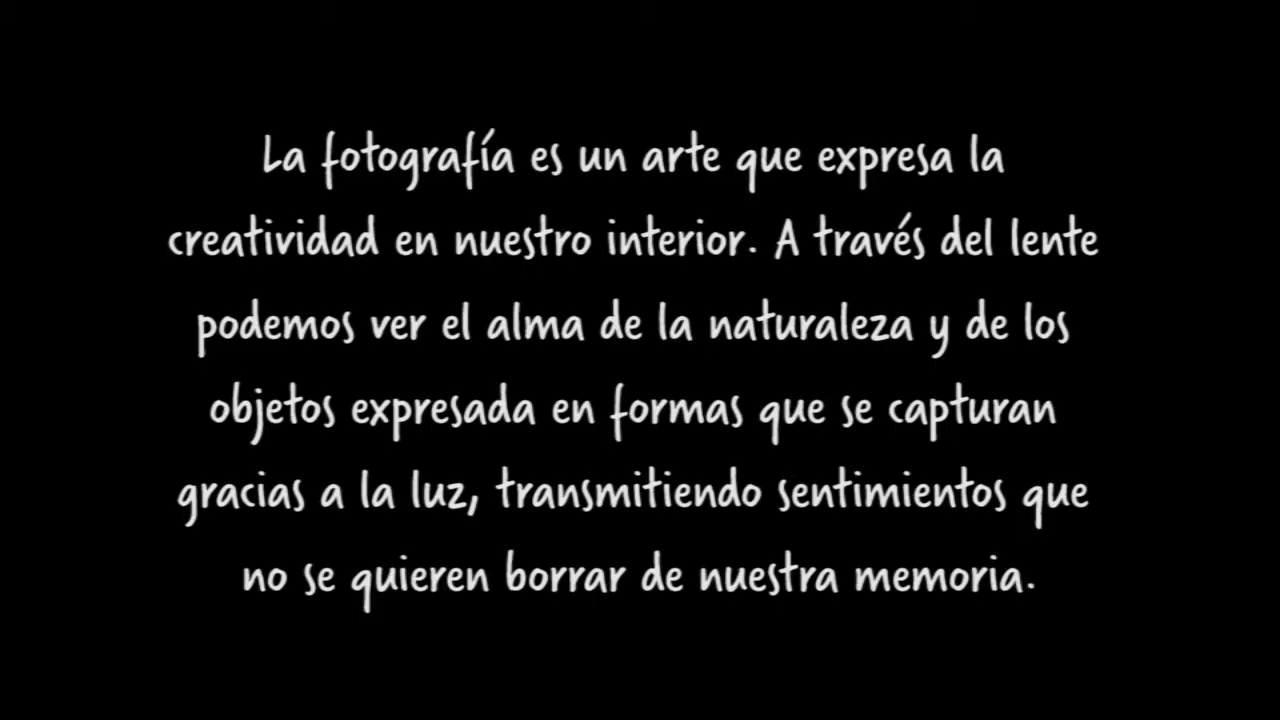 La fotografía es un arte que expresa la
creatividad en nuestro interior. A través del lente
podemos ver el alma de la naturaleza y de los
objetos expresada en formas que se capturan
gracias a la luz, transmitiendo sentimientos que
no se quieren borrar de nuestra memoria.